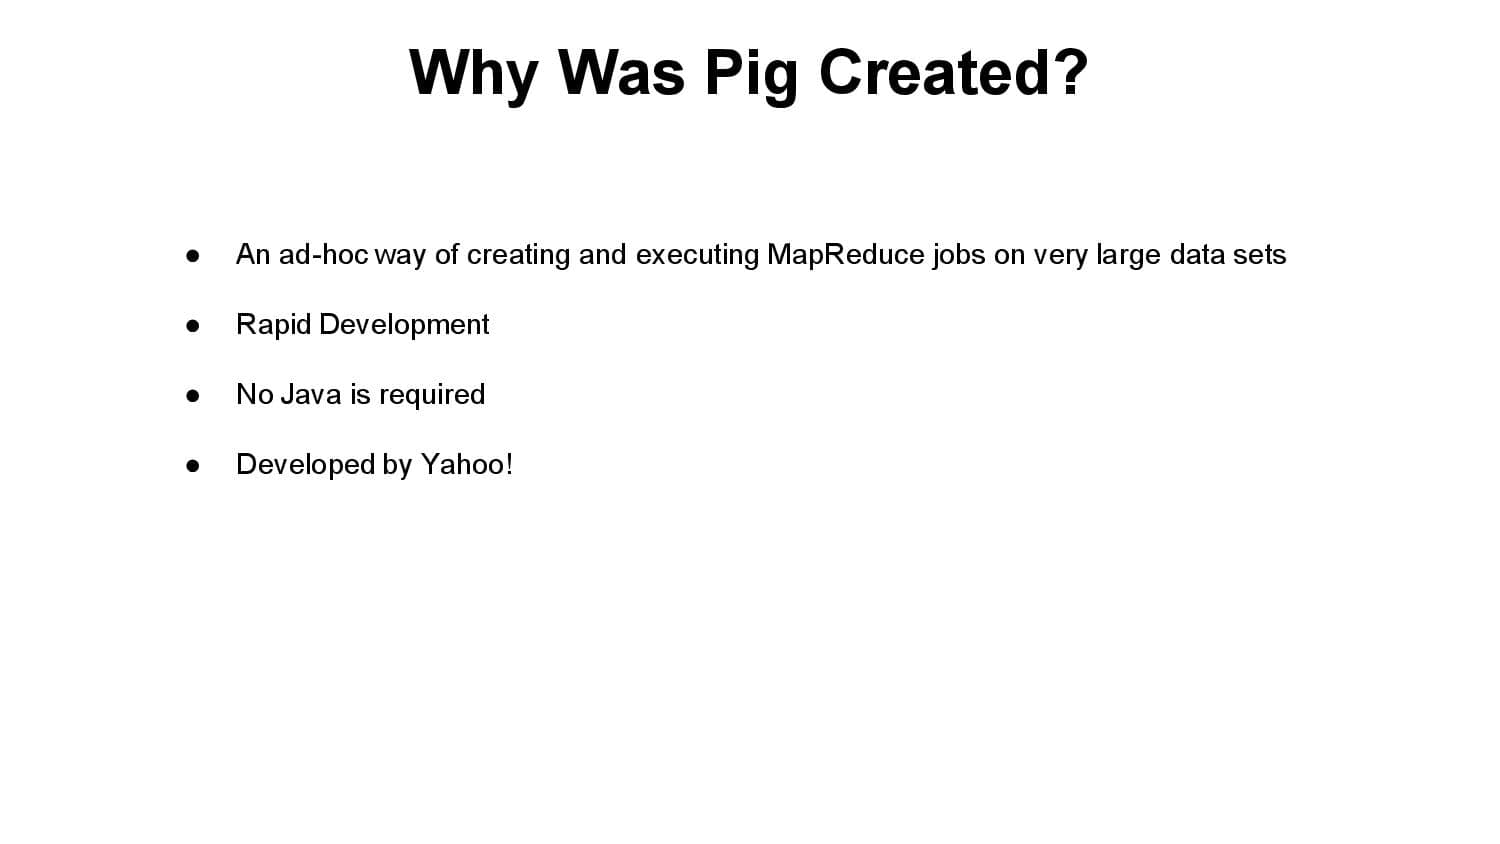 Why Was Pig Created?
● An ad-hoc way of creating and executing MapReduce jobs on very large data sets
● Rapid Development
● No Java is required
● Developed by Yahoo!